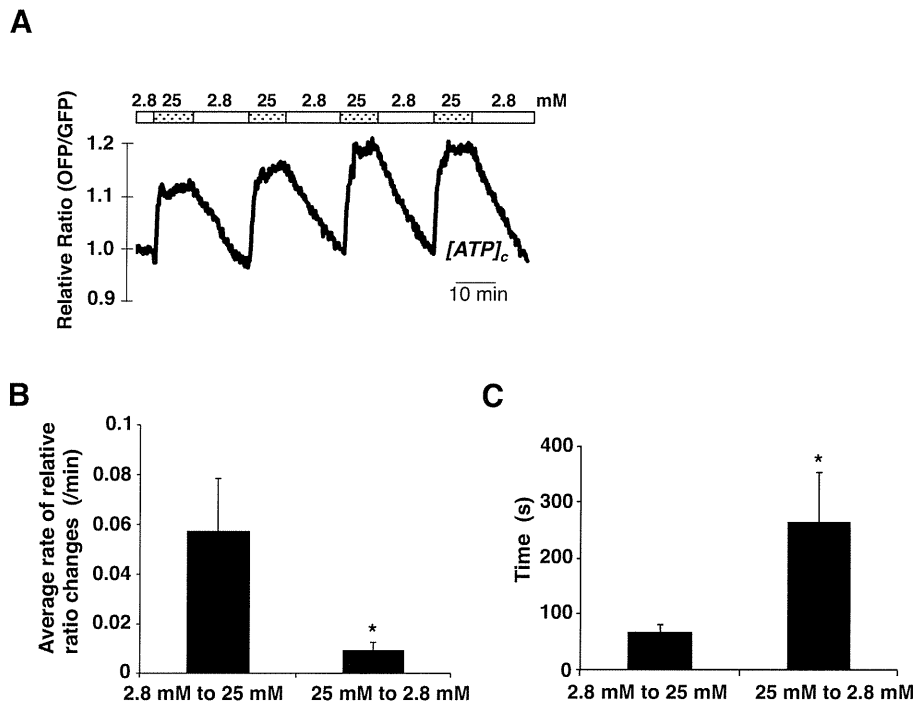 A
2.8 25 2.8 25 2.8 25 2.8 25 2.8 mM
Relative Ratio (OFP/GFP)
1.2
1.1
1.0
0.9
[ATP]c
10 min
B
Average rate of relative
ratio changes (/min)
0.1
0.08
0.06
0.04
0.02
0
*
2.8 mM to 25 mM
25 mM to 2.8 mM
C
Time (s)
400
300
200
100
0
*
2.8 mM to 25 mM
25 mM to 2.8 mM